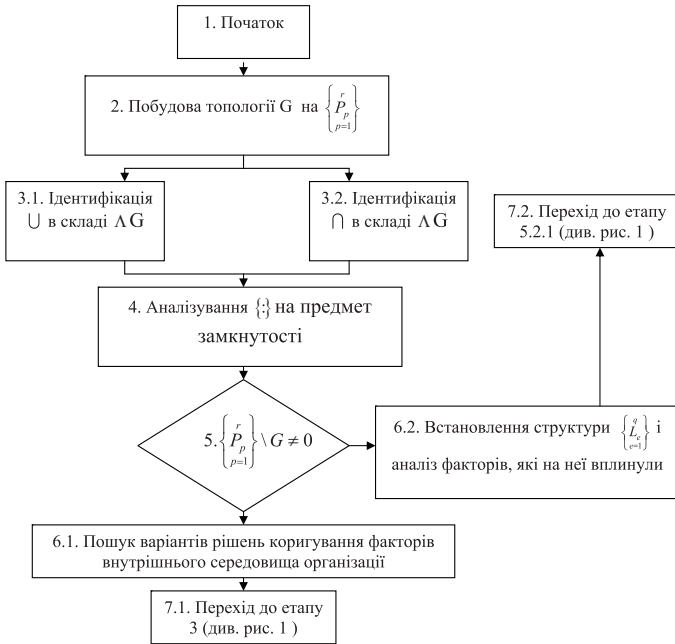 1. Початок
2. Побудова топології G на { r P_p p=1 }
3.1. Ідентифікація
∪ в складі ΛG
3.2. Ідентифікація
∩ в складі ΛG
7.2. Перехід до етапу
5.2.1 (див. рис. 1 )
4. Аналізування {:} на предмет
замкнутості
5. { r P_p p=1 } \ G ≠ 0
6.2. Встановлення структури { q L_e e=1 } і
аналіз факторів, які на неї вплинули
6.1. Пошук варіантів рішень коригування факторів
внутрішнього середовища організації
7.1. Перехід до етапу
3 (див. рис. 1 )